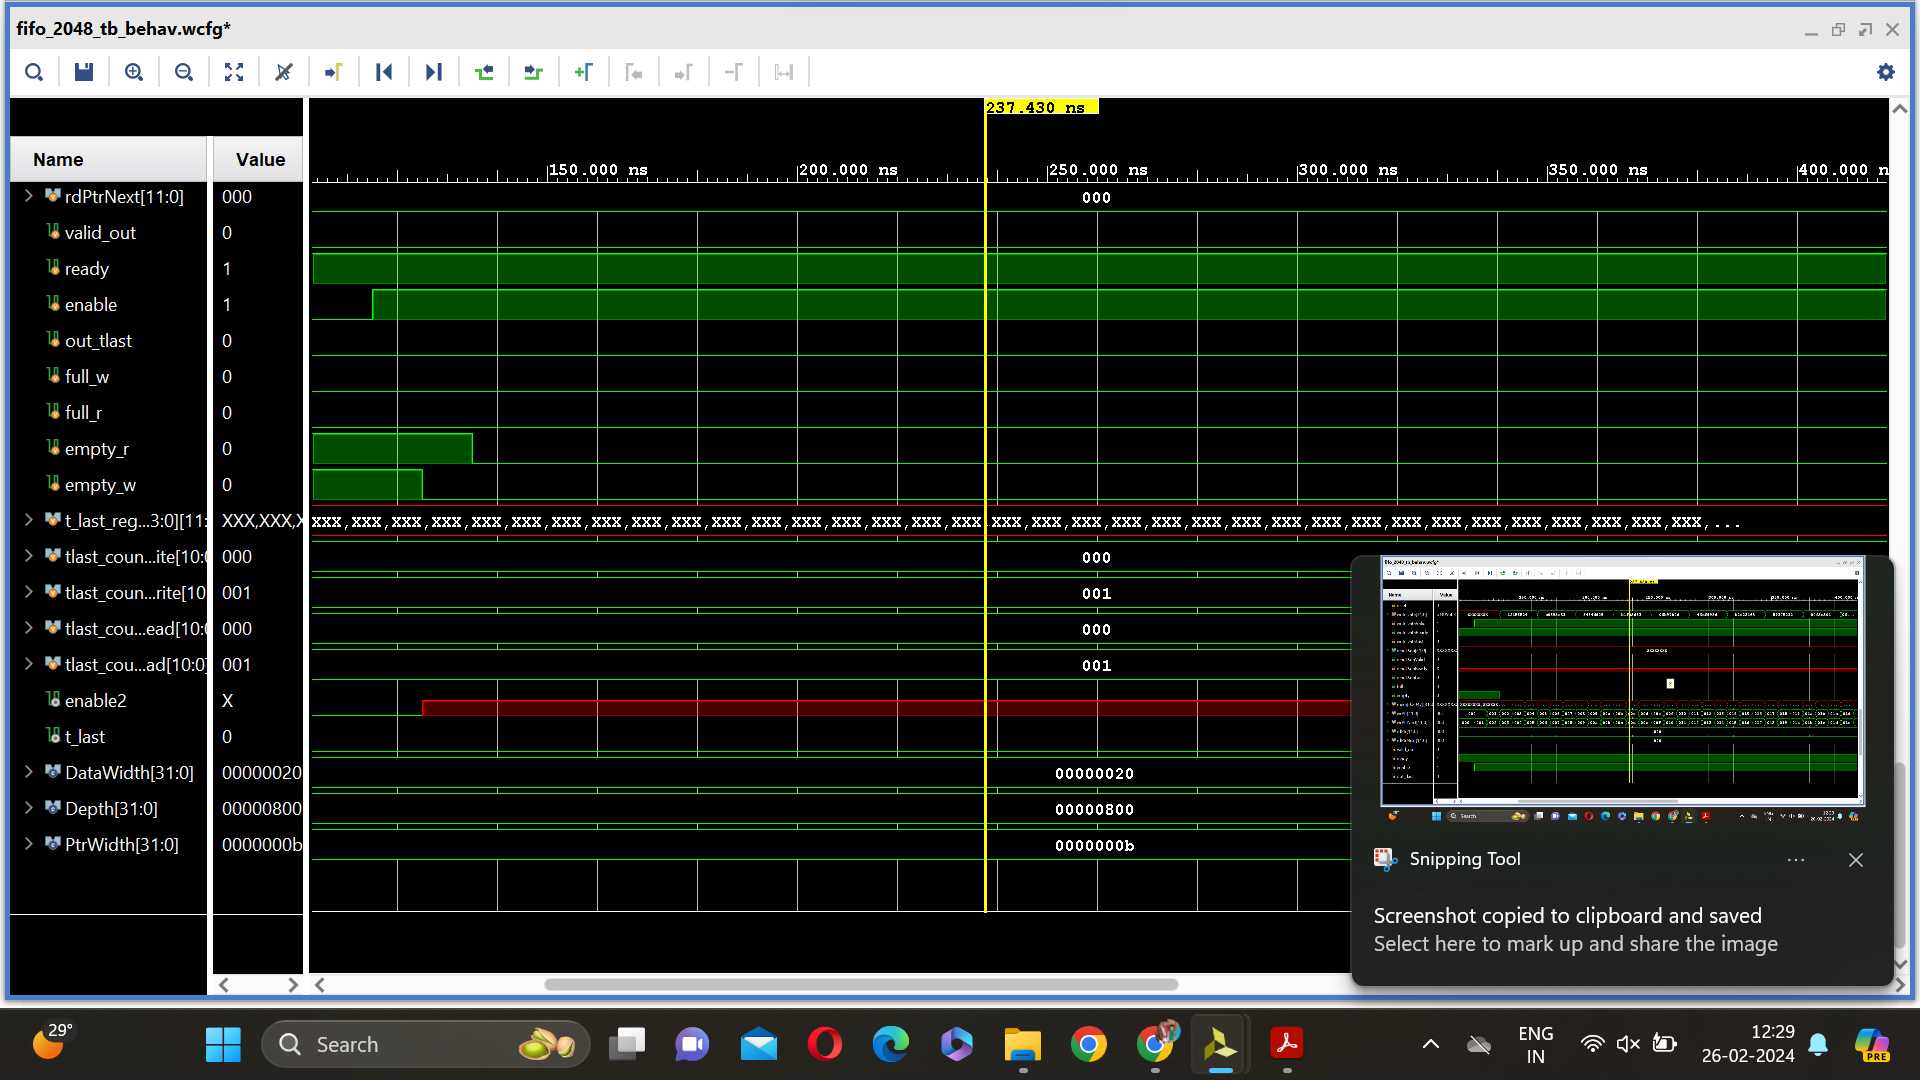 fifo_2048_tb_behav.wcfg*
237.430 ns
Name
Value
150.000 ns
200.000 ns
250.000 ns
300.000 ns
350.000 ns
400.000 n
rdPtrNext[11:0]
000
000
valid_out
0
ready
1
enable
1
out_tlast
0
full_w
0
full_r
0
empty_r
0
empty_w
0
t_last_reg...3:0][11:
XXX,XXX,X
XXX,XXX,XXX,XXX,XXX,XXX,XXX,XXX,XXX,XXX,XXX,XXX,XXX,XXX,XXX,XXX,XXX,XXX,XXX,XXX,XXX,XXX,XXX,XXX,XXX,XXX,XXX,XXX,XXX,XXX,XXX,XXX,XXX,XXX,XXX,...
tlast_coun...ite[10:0
000
000
tlast_coun...rite[10
001
001
tlast_cou...ead[10:0
000
000
tlast_cou...ad[10:0]
001
001
enable2
X
t_last
0
DataWidth[31:0]
00000020
00000020
Depth[31:0]
00000800
00000800
PtrWidth[31:0]
0000000b
0000000b
Snipping Tool
Screenshot copied to clipboard and saved
Select here to mark up and share the image
29°
Search
ENG
IN
12:29
26-02-2024
PRE